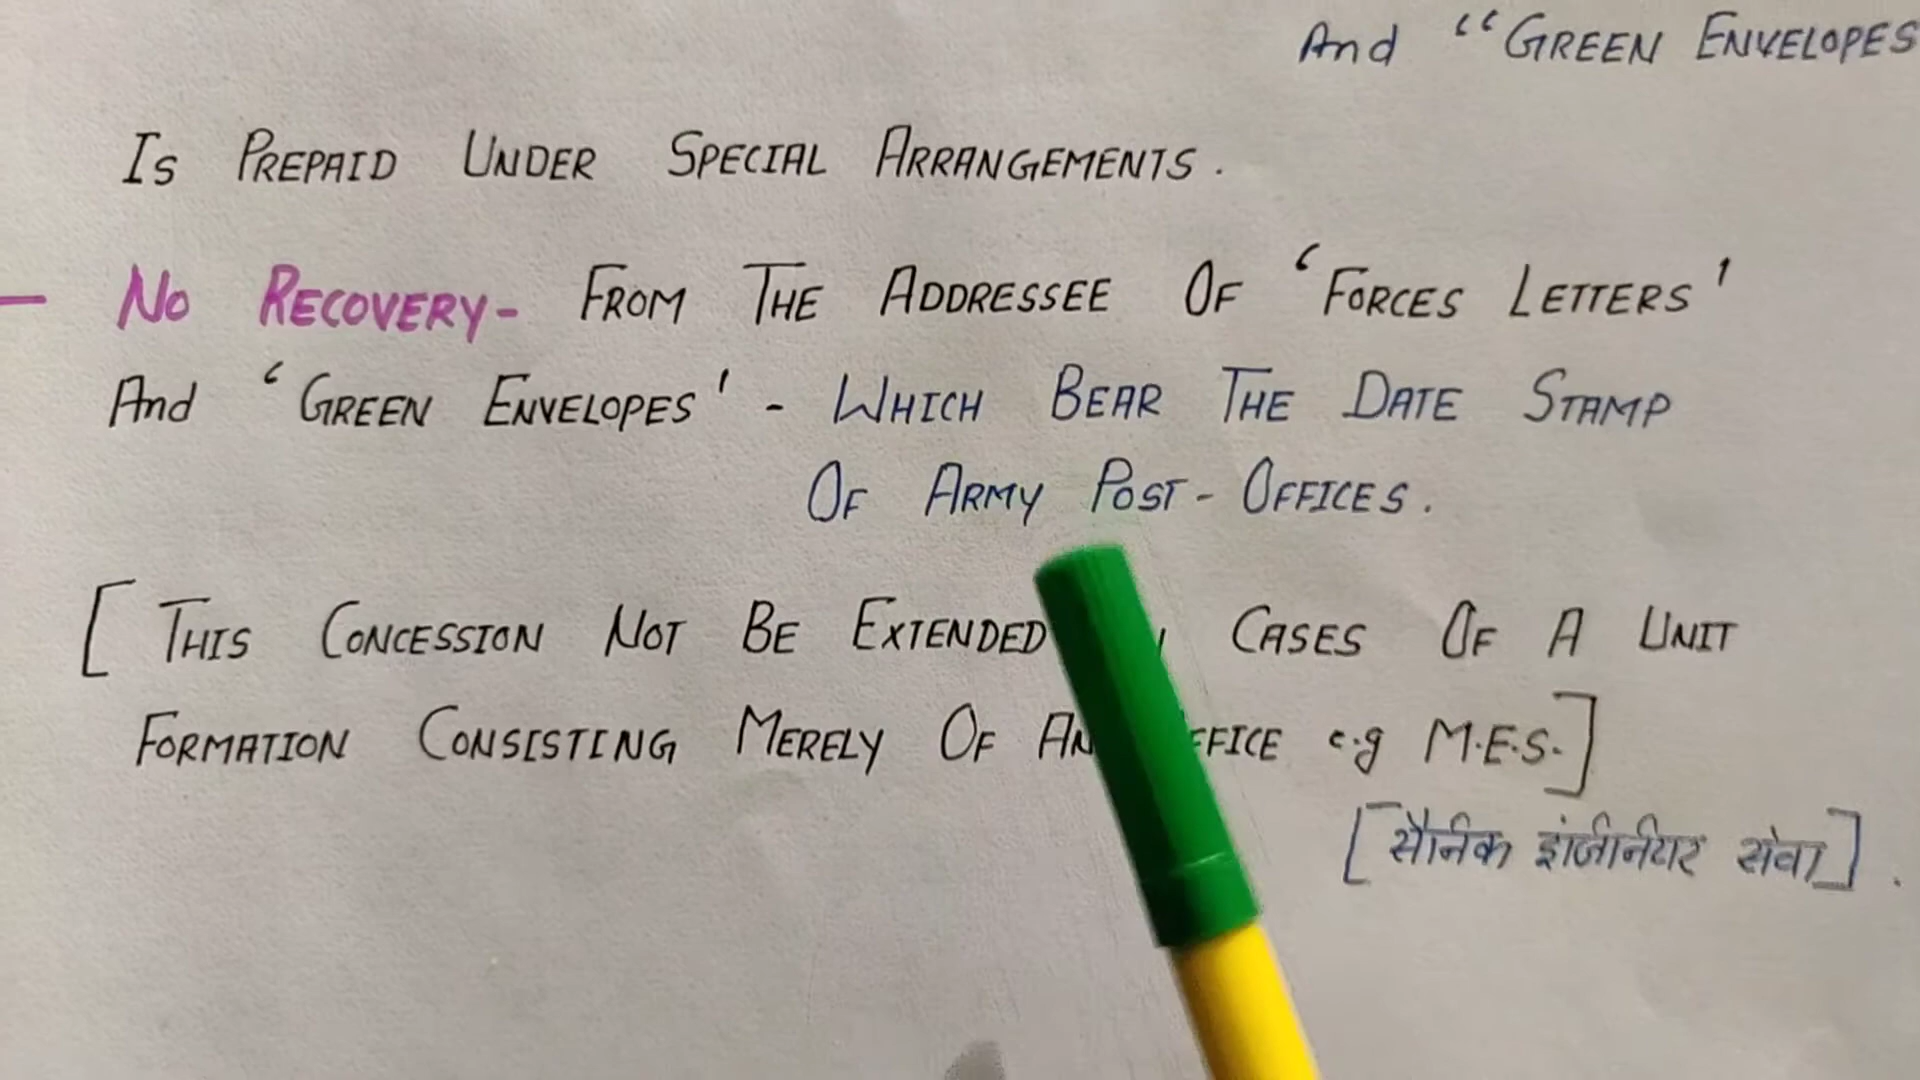 And "GREEN ENVELOPES
IS PREPAID UNDER SPECIAL ARRANGEMENTS.
— NO RECOVERY- FROM THE ADDRESSEE OF 'FORCES LETTERS'
And 'GREEN ENVELOPES' - WHICH BEAR THE DATE STAMP
OF ARMY POST-OFFICES.
[THIS CONCESSION NOT BE EXTENDED CASES OF A UNIT
FORMATION CONSISTING MERELY OF AN e.g M.E.S.]
[सैनिक इंजीनियर सेवा].